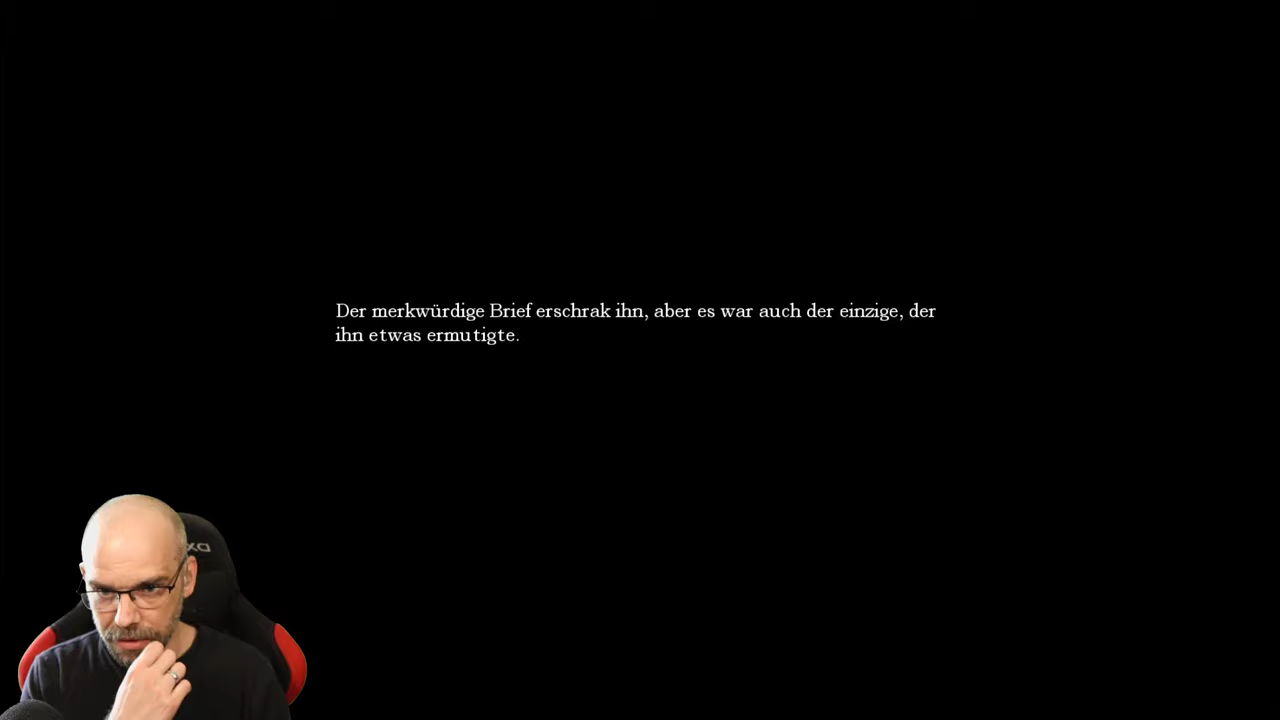 Der merkwürdige Brief erschrak ihn, aber es war auch der einzige, der
ihn etwas ermutigte.